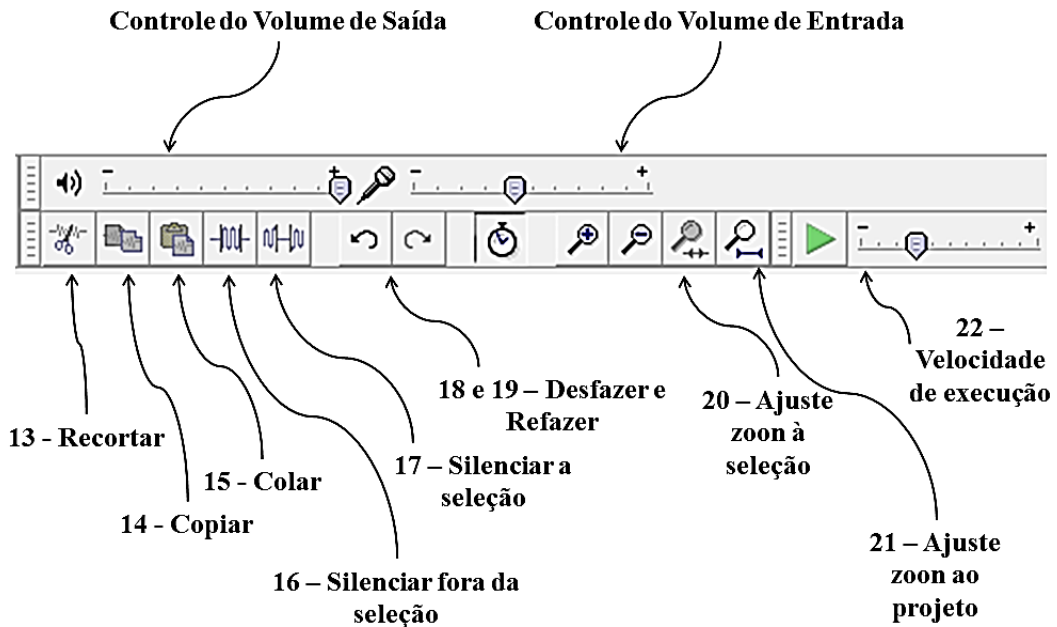 Controle do Volume de Saída
Controle do Volume de Entrada
- + - +
- +
13 - Recortar
14 - Copiar
15 - Colar
16 – Silenciar fora da
seleção
17 – Silenciar a
seleção
18 e 19 – Desfazer e
Refazer
20 – Ajuste
zoon à
seleção
21 – Ajuste
zoon ao
projeto
22 –
Velocidade
de execução